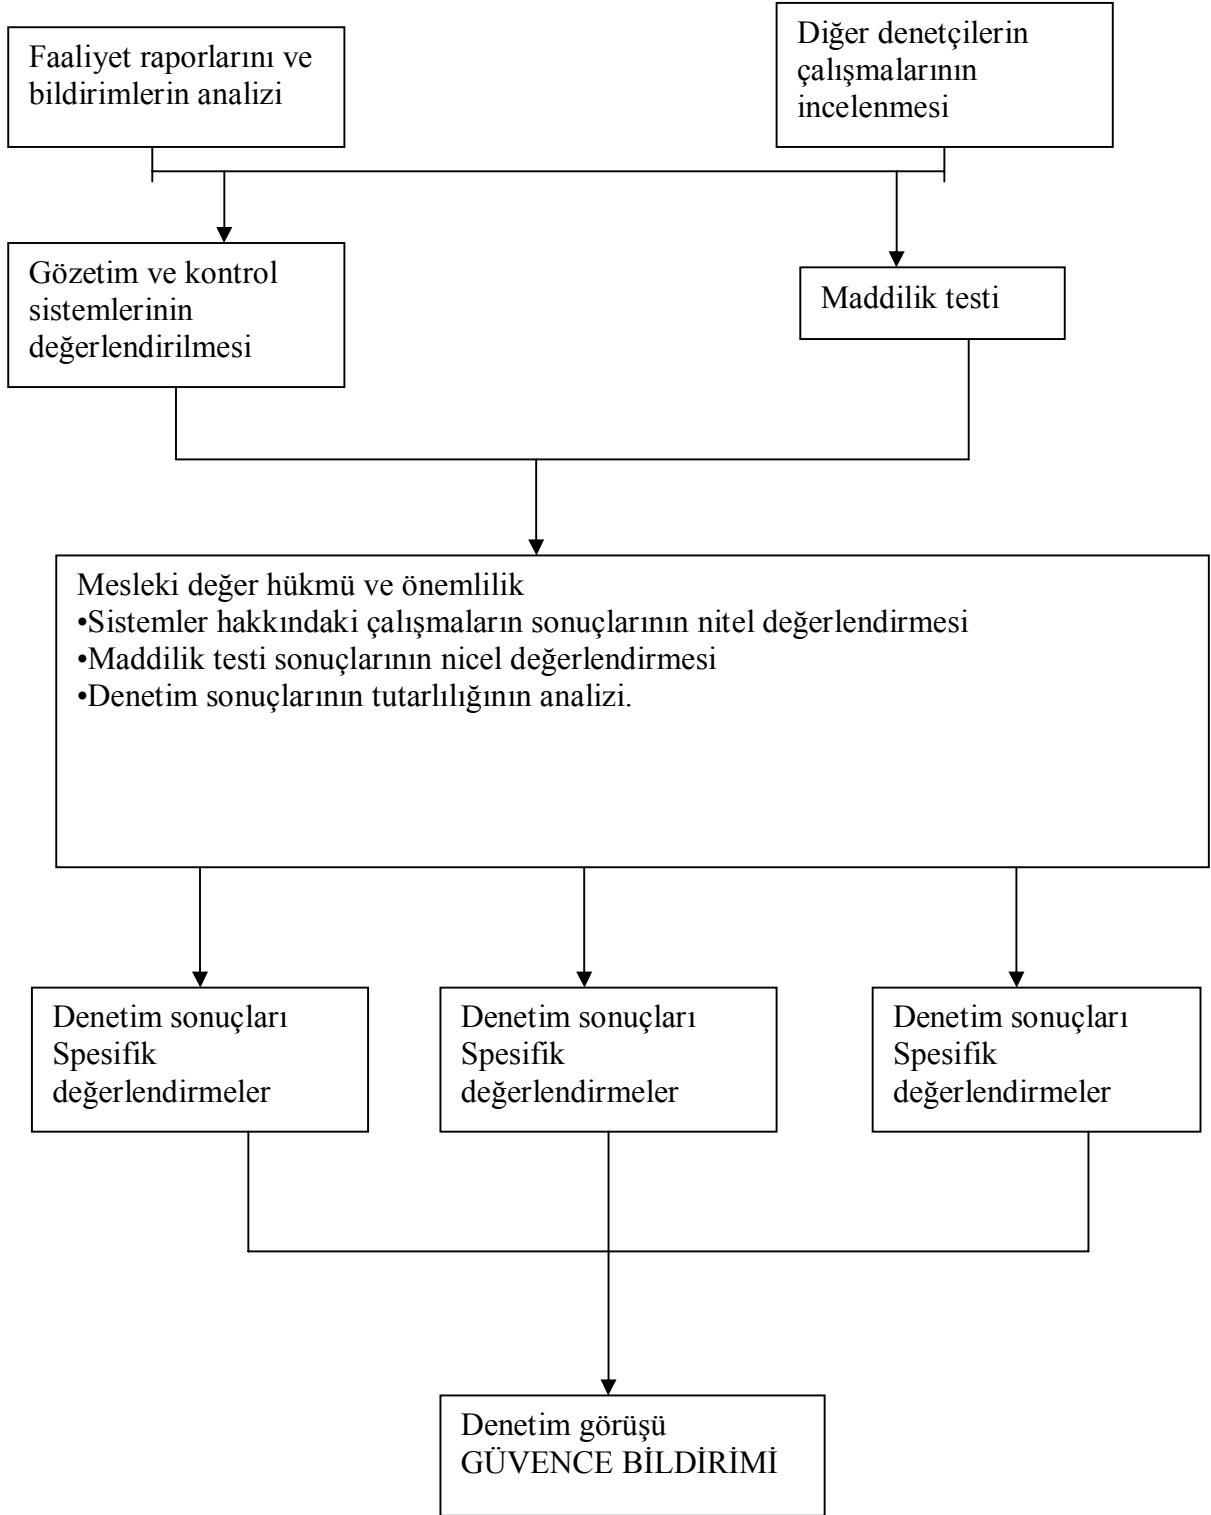 Faaliyet raporlarını ve
bildirimlerin analizi
Diğer denetçilerin
çalışmalarının
incelenmesi
Gözetim ve kontrol
sistemlerinin
değerlendirilmesi
Maddilik testi
Mesleki değer hükmü ve önemlilik
•Sistemler hakkındaki çalışmaların sonuçlarının nitel değerlendirmesi
•Maddilik testi sonuçlarının nicel değerlendirmesi
•Denetim sonuçlarının tutarlılığının analizi.
Denetim sonuçları
Spesifik
değerlendirmeler
Denetim sonuçları
Spesifik
değerlendirmeler
Denetim sonuçları
Spesifik
değerlendirmeler
Denetim görüşü
GÜVENCE BİLDİRİMİ